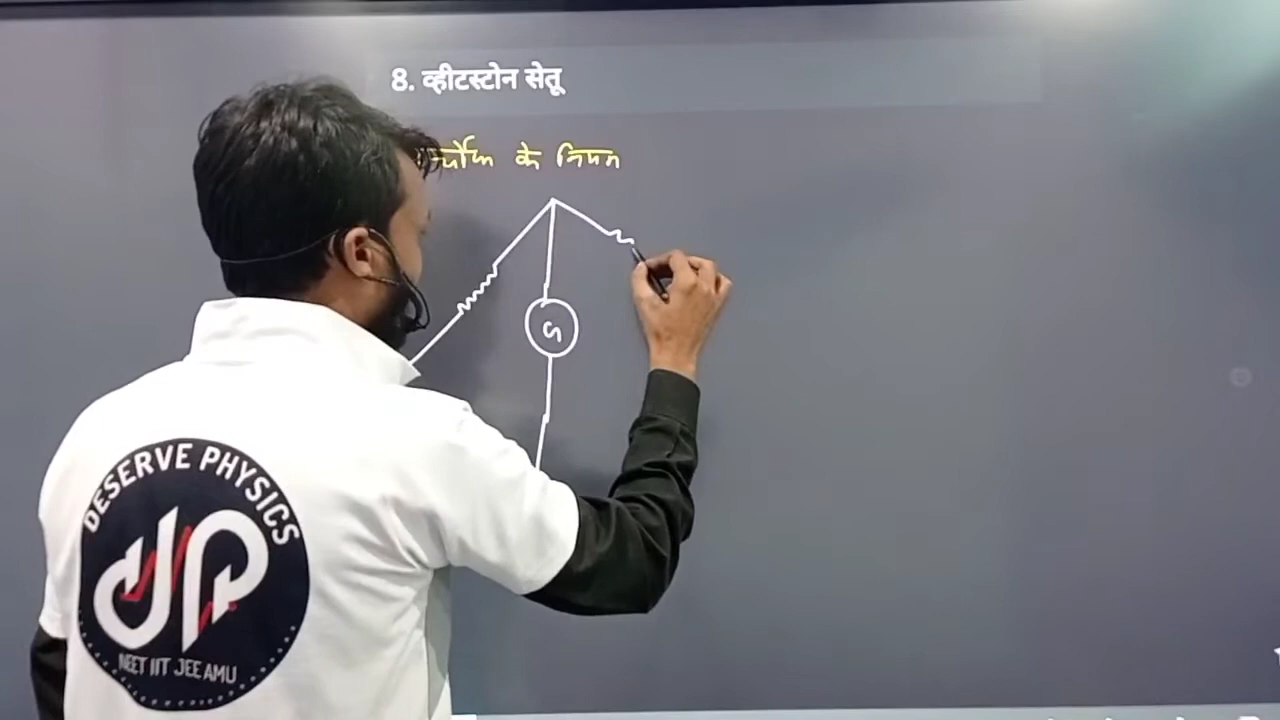 8. व्हीटस्टोन सेतू
के नियम
G
DESERVE PHYSICS
dp
NEET IIT JEE AMU